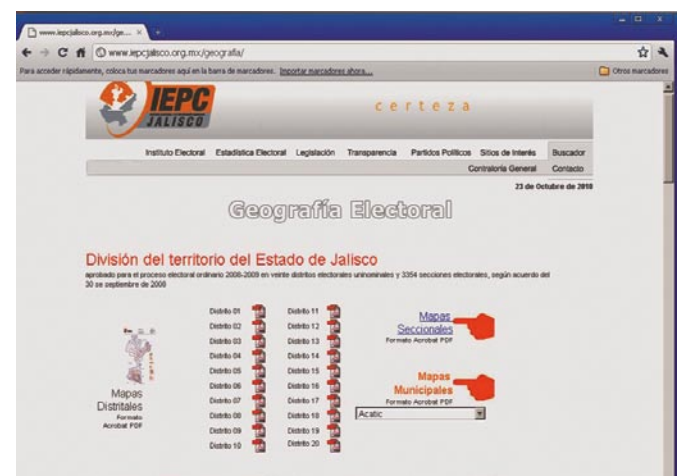 www.iepcjalisco.org.mx/ge...
www.iepcjalisco.org.mx/geografia/
Para acceder rápidamente, coloca tus marcadores aquí en la barra de marcadores. Importar marcadores ahora...
Otros marcadores
IEPC
JALISCO
certeza
Instituto Electoral Estadística Electoral Legislación Transparencia Partidos Políticos Sitios de Interés Buscador
Contraloría General Contacto
23 de Octubre de 2010
Geografía Electoral
División del territorio del Estado de Jalisco
aprobado para el proceso electoral ordinario 2008-2009 en veinte distritos electorales uninominales y 3354 secciones electorales, según acuerdo del
30 de septiembre de 2008
Mapas
Distritales
Formato
Acrobat PDF
Distrito 01
Distrito 02
Distrito 03
Distrito 04
Distrito 05
Distrito 06
Distrito 07
Distrito 08
Distrito 09
Distrito 10
Distrito 11
Distrito 12
Distrito 13
Distrito 14
Distrito 15
Distrito 16
Distrito 17
Distrito 18
Distrito 19
Distrito 20
Mapas
Seccionales
Formato Acrobat PDF
Mapas
Municipales
Formato Acrobat PDF
Acatic